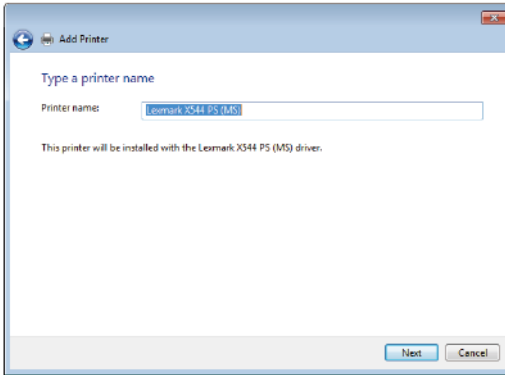 Add Printer
Type a printer name
Printer name: Lexmark X544 PS (MS)
This printer will be installed with the Lexmark X544 PS (MS) driver.
Next Cancel